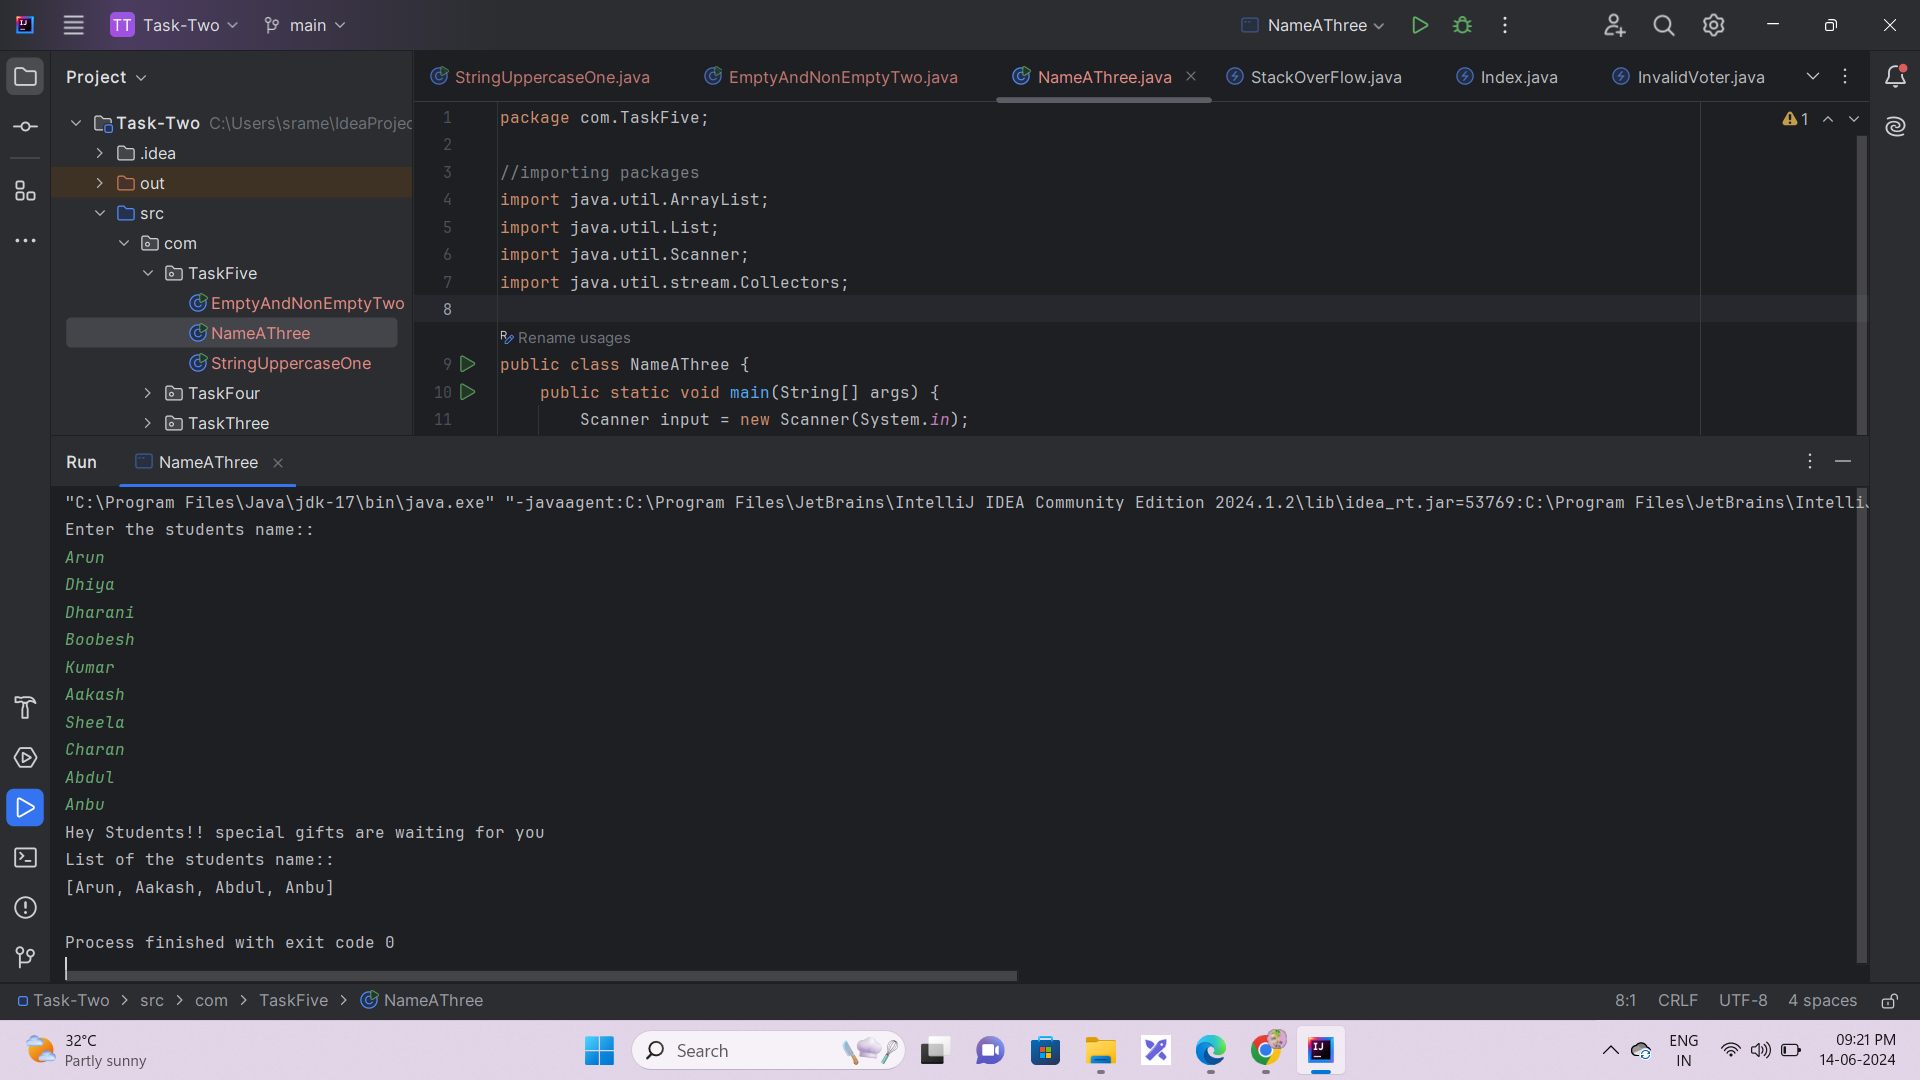 TT Task-Two main NameAThree
Project
StringUppercaseOne.java EmptyAndNonEmptyTwo.java NameAThree.java StackOverFlow.java Index.java InvalidVoter.java
Task-Two C:\Users\srame\IdeaProjec
.idea
out
src
com
TaskFive
EmptyAndNonEmptyTwo
NameAThree
StringUppercaseOne
TaskFour
TaskThree
1 package com.TaskFive;
1
2
3 //importing packages
4 import java.util.ArrayList;
5 import java.util.List;
6 import java.util.Scanner;
7 import java.util.stream.Collectors;
8
Rename usages
9 public class NameAThree {
10 public static void main(String[] args) {
11 Scanner input = new Scanner(System.in);
Run NameAThree
"C:\Program Files\Java\jdk-17\bin\java.exe" "-javaagent:C:\Program Files\JetBrains\IntelliJ IDEA Community Edition 2024.1.2\lib\idea_rt.jar=53769:C:\Program Files\JetBrains\IntelliJ
Enter the students name::
Arun
Dhiya
Dharani
Boobesh
Kumar
Aakash
Sheela
Charan
Abdul
Anbu
Hey Students!! special gifts are waiting for you
List of the students name::
[Arun, Aakash, Abdul, Anbu]
Process finished with exit code 0
Task-Two > src > com > TaskFive > NameAThree 8:1 CRLF UTF-8 4 spaces
32°C
Partly sunny
Search
ENG
IN
09:21 PM
14-06-2024